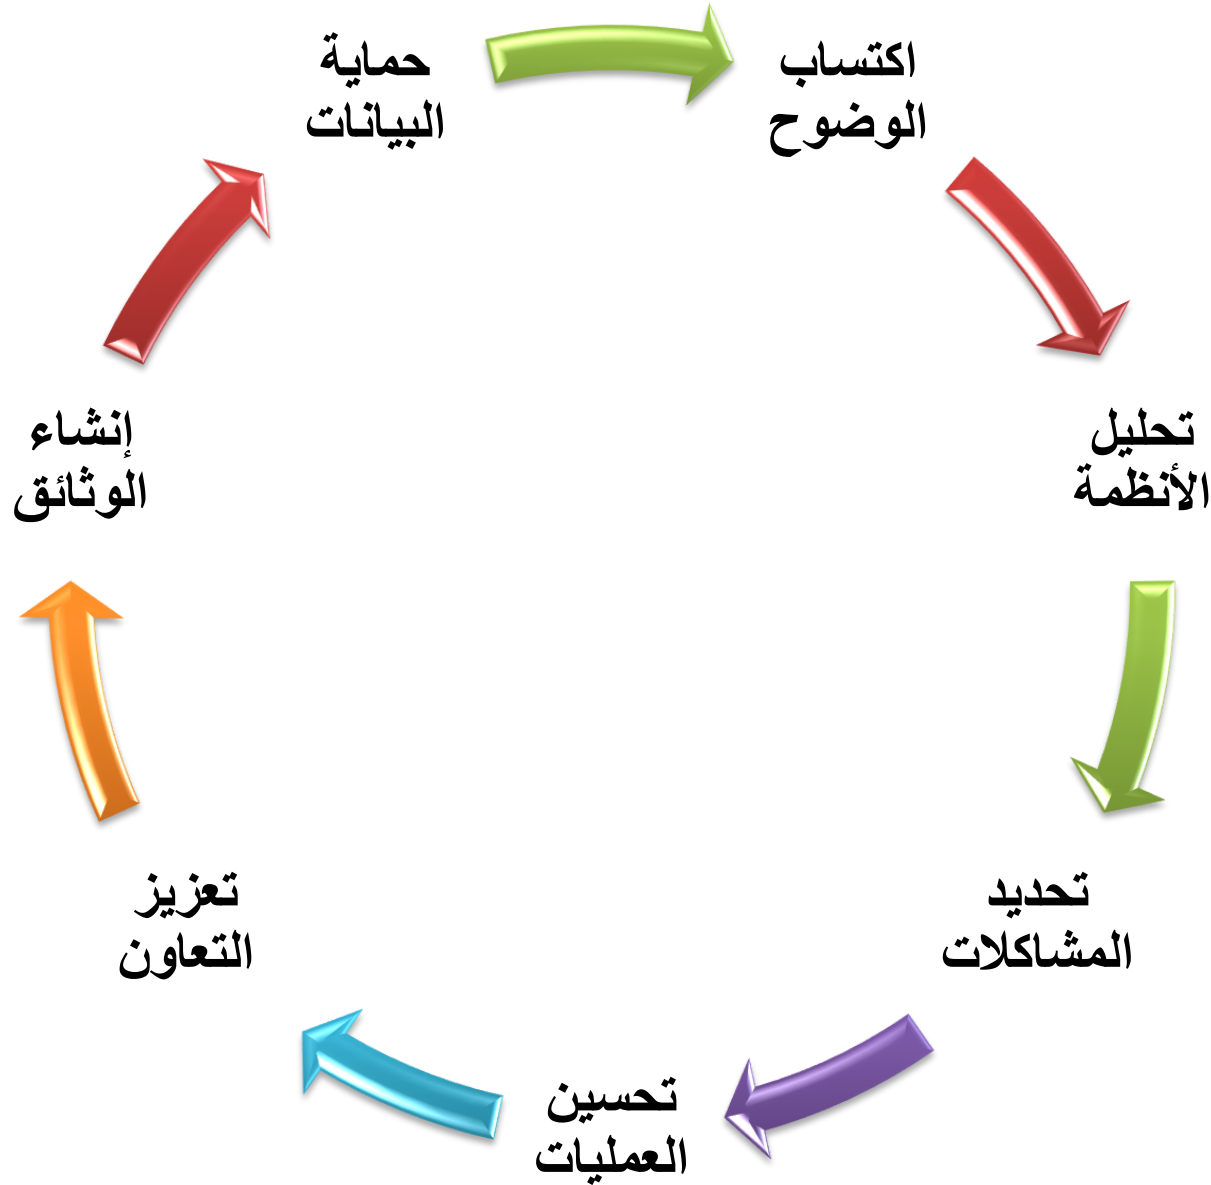 اكتساب
الوضوح
تحليل
الأنظمة
تحديد
المشاكلات
تحسين
العمليات
تعزيز
التعاون
إنشاء
الوثائق
حماية
البيانات